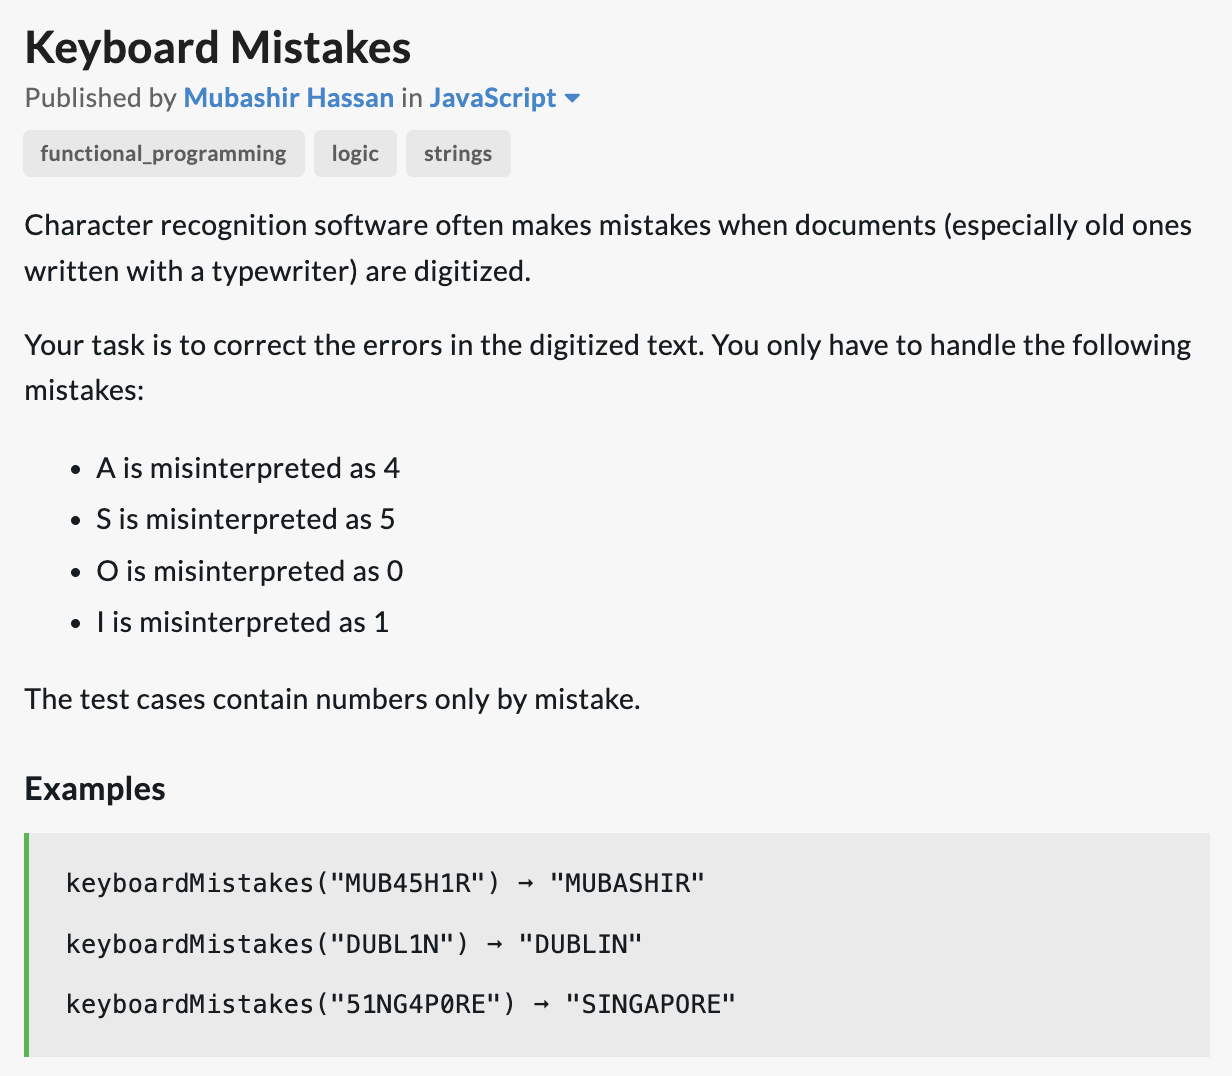 Keyboard Mistakes
Published by Mubashir Hassan in JavaScript
functional_programming logic strings
Character recognition software often makes mistakes when documents (especially old ones
written with a typewriter) are digitized.
Your task is to correct the errors in the digitized text. You only have to handle the following
mistakes:
• A is misinterpreted as 4
• S is misinterpreted as 5
• O is misinterpreted as 0
• I is misinterpreted as 1
The test cases contain numbers only by mistake.
Examples
keyboardMistakes("MUB45H1R") → "MUBASHIR"
keyboardMistakes("DUBL1N") → "DUBLIN"
keyboardMistakes("51NG4P0RE") → "SINGAPORE"